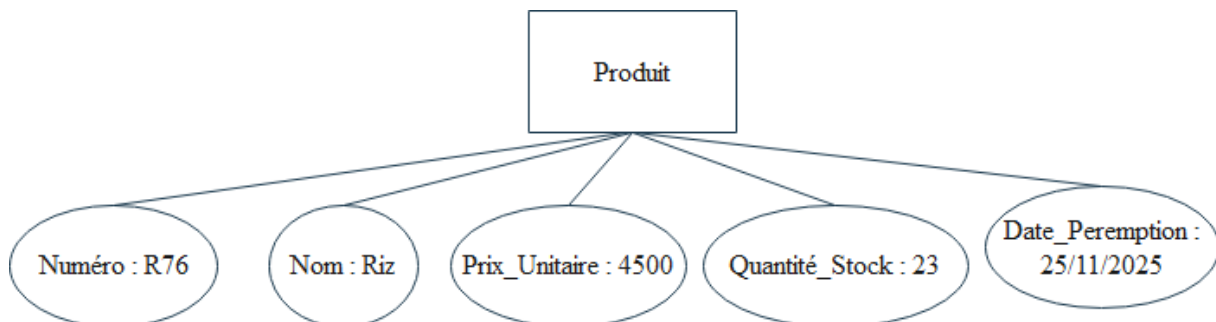 Produit
Numéro : R76
Nom : Riz
Prix_Unitaire : 4500
Quantité_Stock : 23
Date_Peremption :
25/11/2025